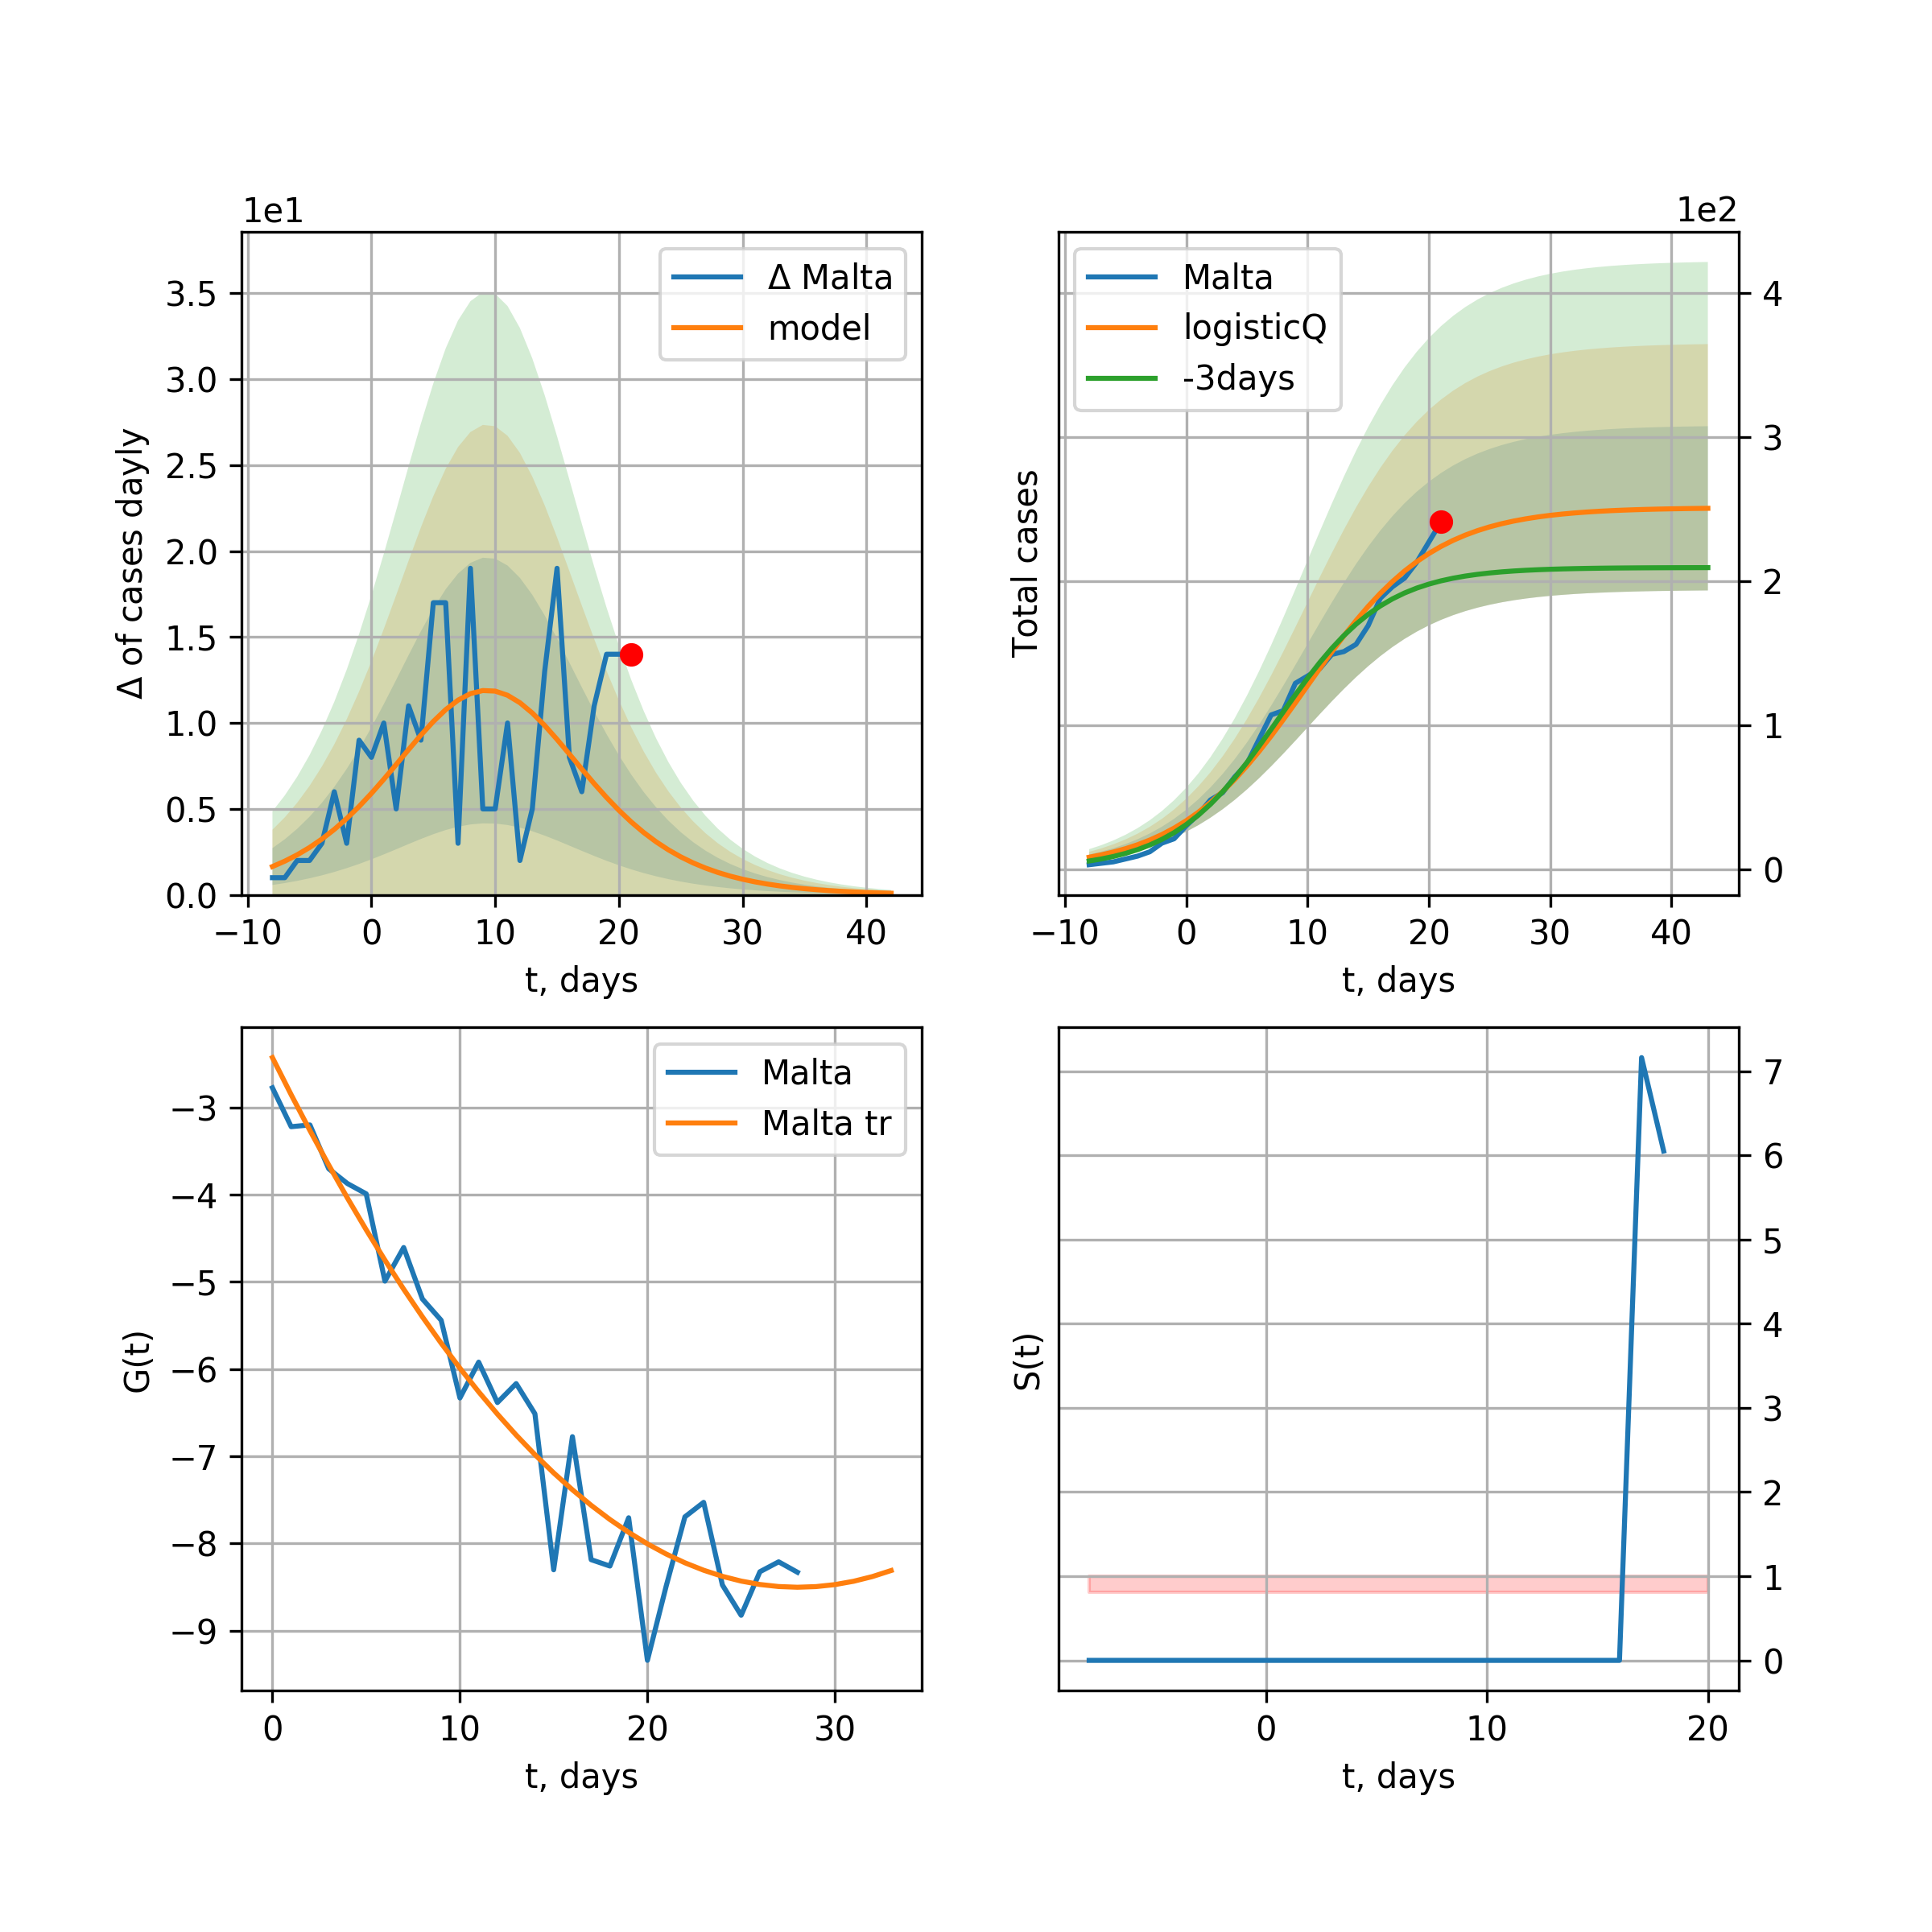 1e1
3.5
3.0
2.5
2.0
1.5
1.0
0.5
0.0
Δ of cases dayly
Δ Malta
model
−10 0 10 20 30 40
t, days
1e2
Total cases
Malta
logisticQ
-3days
4
3
2
1
0
−10 0 10 20 30 40
t, days
−3
−4
−5
−6
−7
−8
−9
G(t)
Malta
Malta tr
0 10 20 30
t, days
S(t)
7
6
5
4
3
2
1
0
0 10 20
t, days